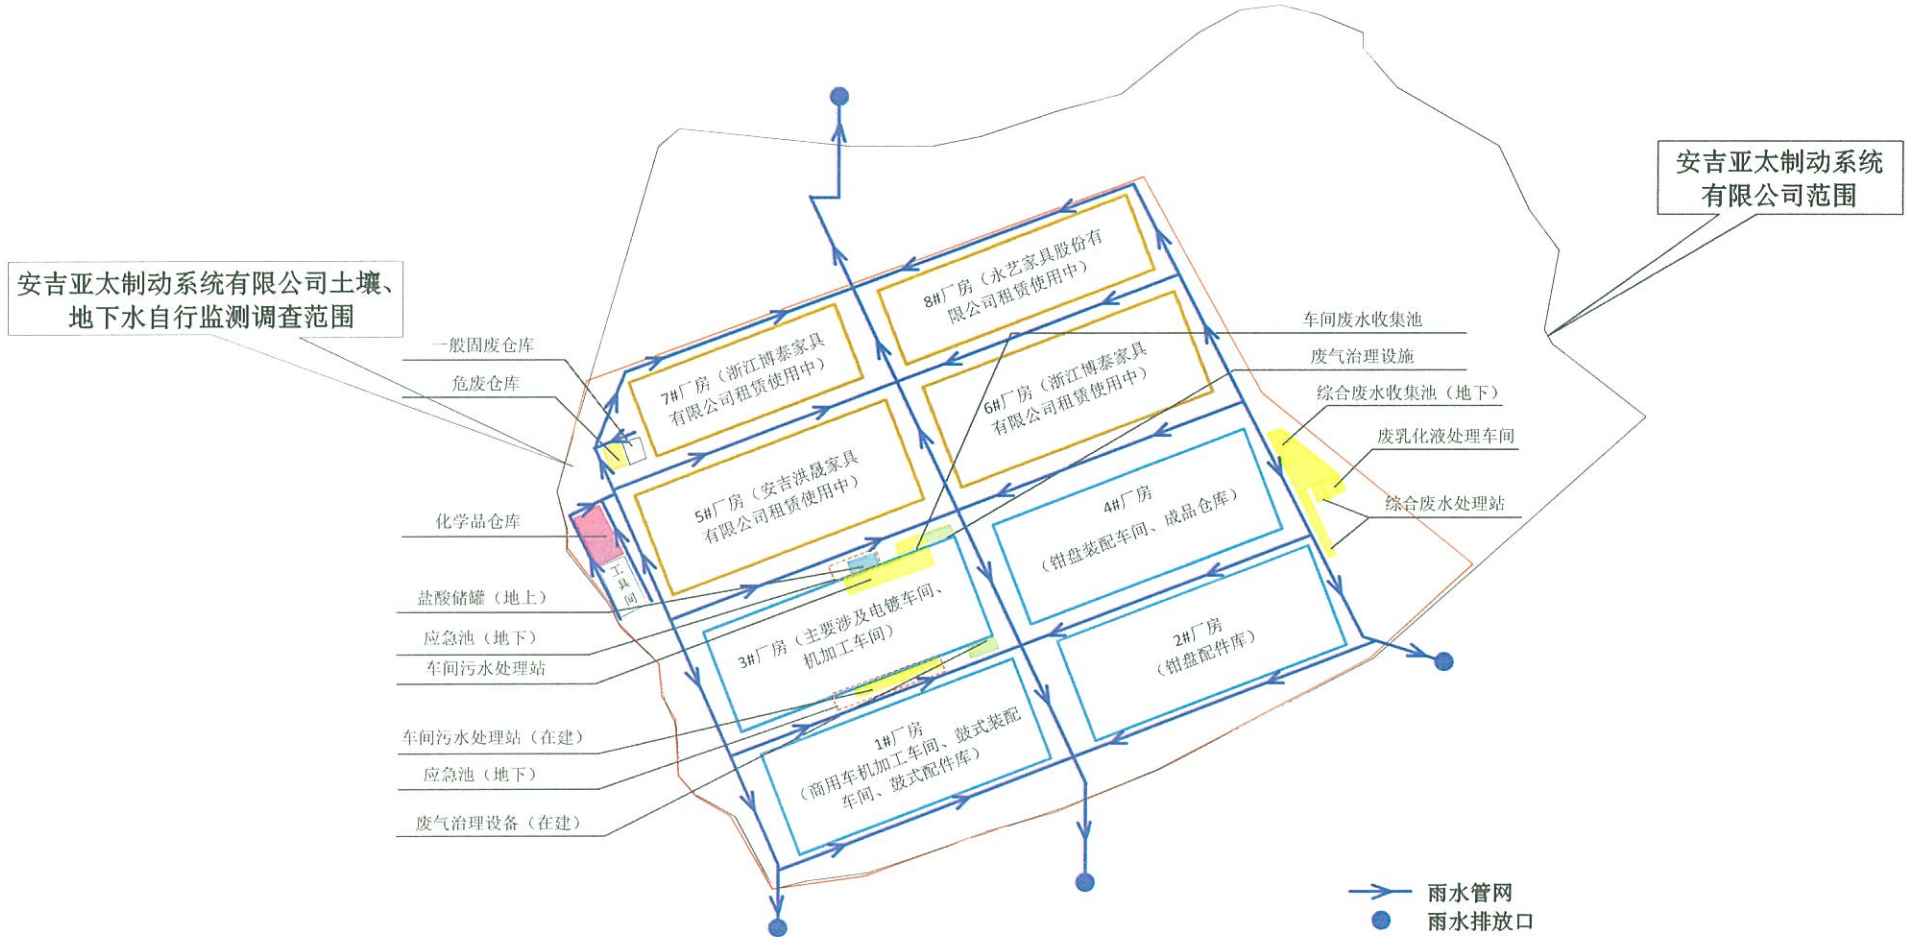 安吉亚太制动系统
有限公司范围
安吉亚太制动系统有限公司土壤、
地下水自行监测调查范围
8#厂房（永艺家具股份有
限公司租赁使用中）
7#厂房（浙江博泰家具
有限公司租赁使用中）
6#厂房（浙江博泰家具
有限公司租赁使用中）
5#厂房（安吉洪晟家具
有限公司租赁使用中）
4#厂房
（钳盘装配车间、成品仓库）
3#厂房（主要涉及电镀车间、
机加工车间）
2#厂房
（钳盘配件库）
1#厂房
（商用车机加工车间、鼓式装配
车间、鼓式配件库）
一般固废仓库
危废仓库
化学品仓库
工具间
盐酸储罐（地上）
应急池（地下）
车间污水处理站
车间污水处理站（在建）
应急池（地下）
废气治理设备（在建）
车间废水收集池
废气治理设施
综合废水收集池（地下）
废乳化液处理车间
综合废水处理站
雨水管网
雨水排放口